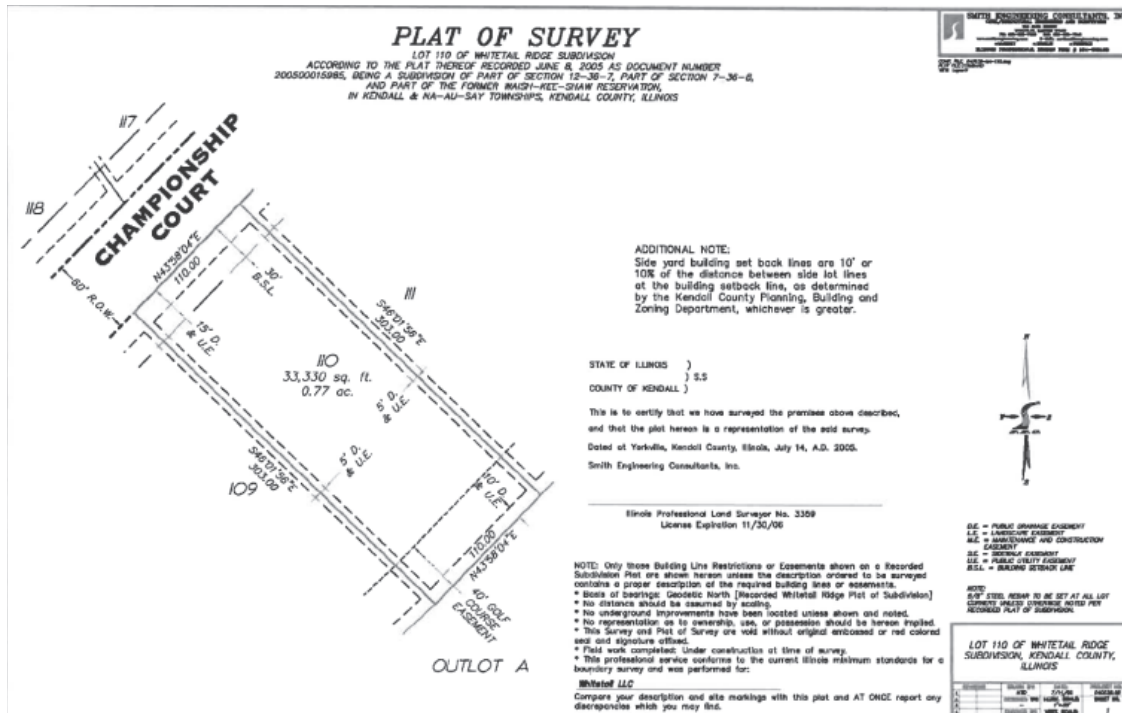 PLAT OF SURVEY
LOT 110 OF WHITETAIL RIDGE SUBDIVISION
ACCORDING TO THE PLAT THEREOF RECORDED JUNE 8, 2005 AS DOCUMENT NUMBER
200500015985, BEING A SUBDIVISION OF PART OF SECTION 12-36-7, PART OF SECTION 7-36-8,
AND PART OF THE FORMER WAISH-KEE-SHAW RESERVATION,
IN KENDALL & NA-AU-SAY TOWNSHIPS, KENDALL COUNTY, ILLINOIS
SMITH ENGINEERING CONSULTANTS, IN
117
118
CHAMPIONSHIP
COURT
N43°58'04"E
110.00
60' R.O.W.
30'
B.S.L.
15' D.
& U.E.
111
S46°01'56"E
303.00
110
33,330 sq. ft.
0.77 ac.
5' D.
& U.E.
5' D.
& U.E.
S46°01'56"E
303.00
109
10' D.
& U.E.
110.00
N43°58'04"E
40' GOLF
COURSE
EASEMENT
OUTLOT A
ADDITIONAL NOTE:
Side yard building set back lines are 10' or
10% of the distance between side lot lines
at the building setback line, as determined
by the Kendall County Planning, Building and
Zoning Department, whichever is greater.
STATE OF ILLINOIS )
) S.S
COUNTY OF KENDALL )
This is to certify that we have surveyed the premises above described,
and that the plat hereon is a representation of the said survey.
Dated at Yorkville, Kendall County, Illinois, July 14, A.D. 2005.
Smith Engineering Consultants, Inc.
Illinois Professional Land Surveyor No. 3359
License Expiration 11/30/06
NOTE: Only those Building Line Restrictions or Easements shown on a Recorded
Subdivision Plat are shown hereon unless the description ordered to be surveyed
contains a proper description of the required building lines or easements.
* Basis of bearings: Geodetic North [Recorded Whitetail Ridge Plat of Subdivision]
* No distance should be assumed by scaling.
* No underground improvements have been located unless shown and noted.
* No representation as to ownership, use, or possession should be hereon implied.
* This Survey and Plat of Survey are void without original embossed or red colored
seal and signature affixed.
* Field work completed: Under construction at time of survey.
* This professional service conforms to the current Illinois minimum standards for a
boundary survey and was performed for:
Whitetail LLC
Compare your description and site markings with this plat and AT ONCE report any
discrepancies which you may find.
D.E. = PUBLIC DRAINAGE EASEMENT
L.E. = LANDSCAPE EASEMENT
M.E. = MAINTENANCE AND CONSTRUCTION
EASEMENT
S.E. = SIDEWALK EASEMENT
U.E. = PUBLIC UTILITY EASEMENT
B.S.L. = BUILDING SETBACK LINE
NOTE:
5/8" STEEL REBAR TO BE SET AT ALL LOT
CORNERS UNLESS OTHERWISE NOTED PER
RECORDED PLAT OF SUBDIVISION.
LOT 110 OF WHITETAIL RIDGE
SUBDIVISION, KENDALL COUNTY,
ILLINOIS